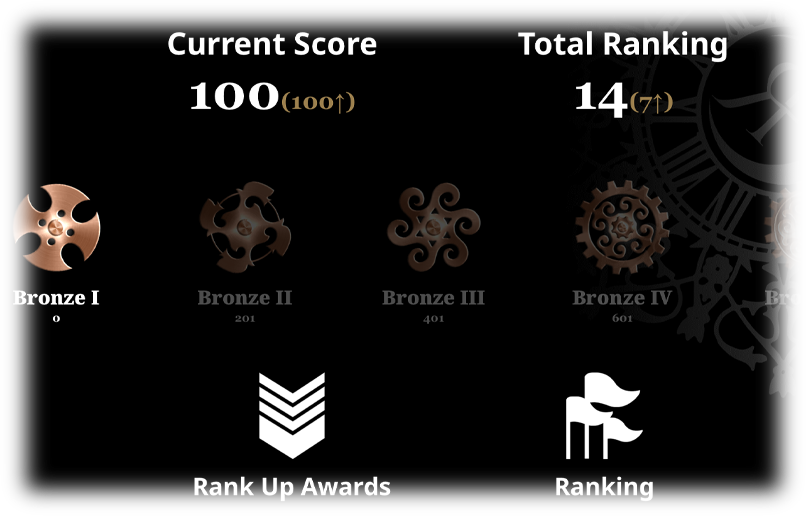 Current Score
Total Ranking
100(100↑)
14(7↑)
Bronze I
Bronze II
Bronze III
Bronze IV
0
201
401
601
Rank Up Awards
Ranking